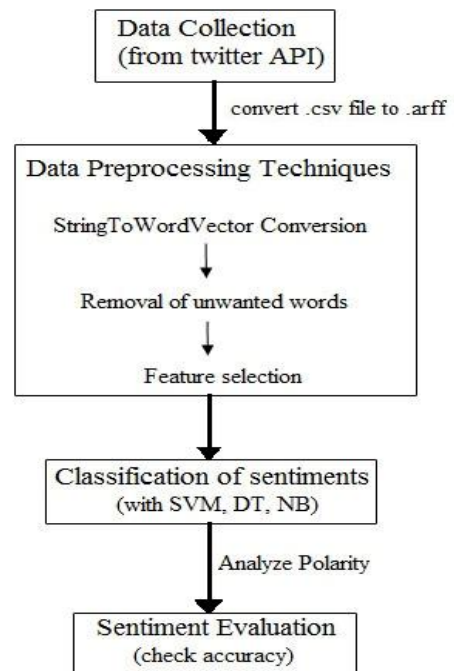 Data Collection
(from twitter API)
convert .csv file to .arff
Data Preprocessing Techniques
StringToWordVector Conversion
Removal of unwanted words
Feature selection
Classification of sentiments
(with SVM, DT, NB)
Analyze Polarity
Sentiment Evaluation
(check accuracy)